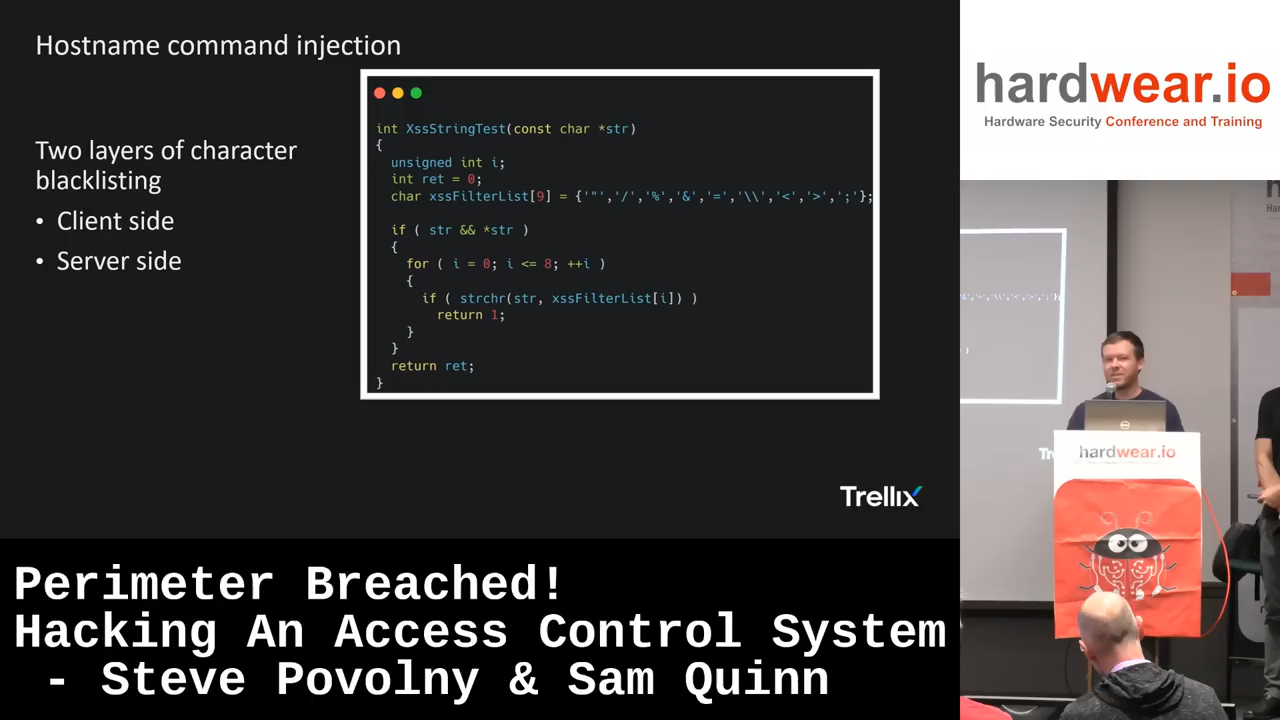 Hostname command injection
Two layers of character
blacklisting
• Client side
• Server side
int XssStringTest(const char *str)
{
unsigned int i;
int ret = 0;
char xssFilterList[9] = {'"','/','%','&','=','\\','<','>',';'};
if ( str && *str )
{
for ( i = 0; i <= 8; ++i )
{
if ( strchr(str, xssFilterList[i]) )
return 1;
}
}
return ret;
}
Trellix
hardwear.io
Hardware Security Conference and Training
hardwear.io
Perimeter Breached!
Hacking An Access Control System
- Steve Povolny & Sam Quinn